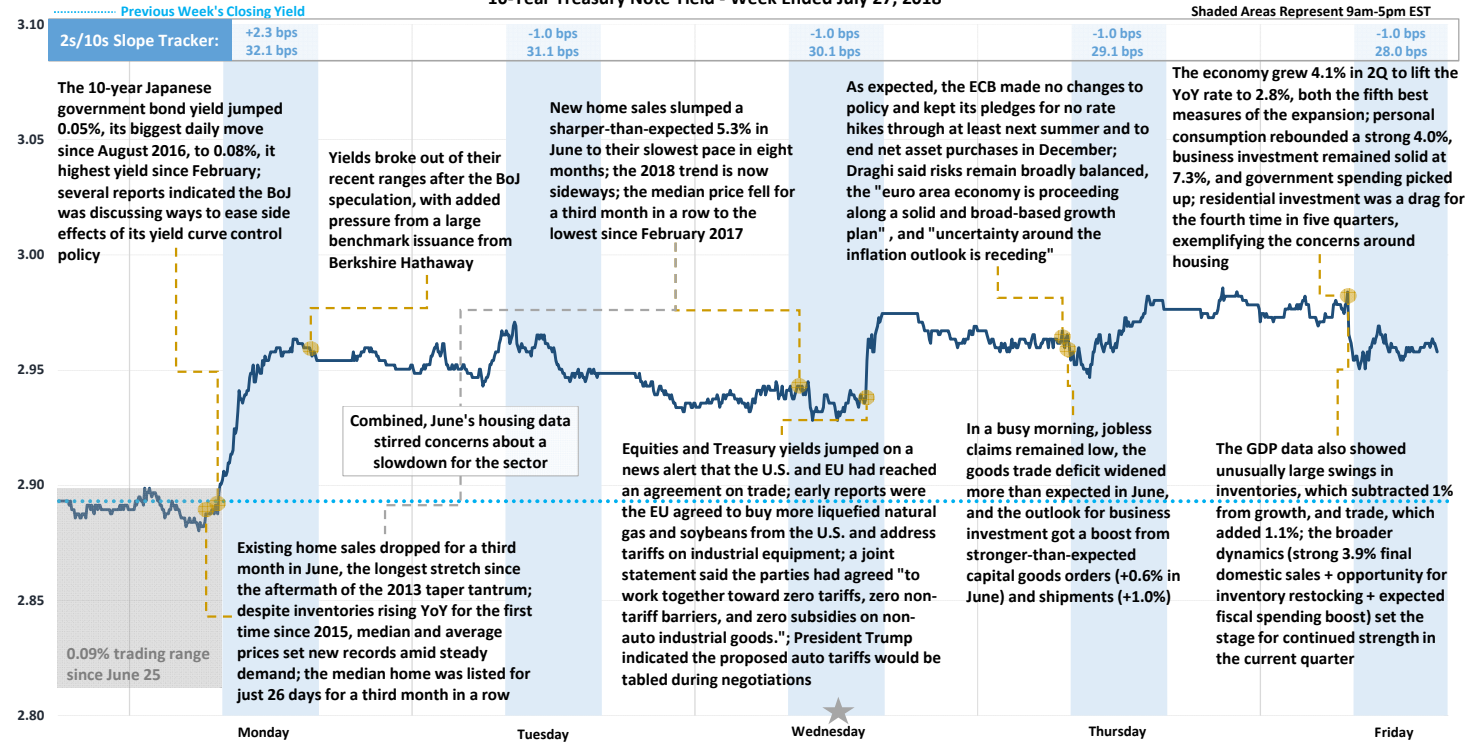 10-Year Treasury Note Yield - Week Ended July 27, 2018
Previous Week's Closing Yield
Shaded Areas Represent 9am-5pm EST
2s/10s Slope Tracker:
+2.3 bps
32.1 bps
-1.0 bps
31.1 bps
-1.0 bps
30.1 bps
-1.0 bps
29.1 bps
-1.0 bps
28.0 bps
3.10
3.05
3.00
2.95
2.90
2.85
2.80
The 10-year Japanese
government bond yield jumped
0.05%, its biggest daily move
since August 2016, to 0.08%, it
highest yield since February;
several reports indicated the BoJ
was discussing ways to ease side
effects of its yield curve control
policy
Yields broke out of their
recent ranges after the BoJ
speculation, with added
pressure from a large
benchmark issuance from
Berkshire Hathaway
New home sales slumped a
sharper-than-expected 5.3% in
June to their slowest pace in eight
months; the 2018 trend is now
sideways; the median price fell for
a third month in a row to the
lowest since February 2017
As expected, the ECB made no changes to
policy and kept its pledges for no rate
hikes through at least next summer and to
end net asset purchases in December;
Draghi said risks remain broadly balanced,
the "euro area economy is proceeding
along a solid and broad-based growth
plan" , and "uncertainty around the
inflation outlook is receding"
The economy grew 4.1% in 2Q to lift the
YoY rate to 2.8%, both the fifth best
measures of the expansion; personal
consumption rebounded a strong 4.0%,
business investment remained solid at
7.3%, and government spending picked
up; residential investment was a drag for
the fourth time in five quarters,
exemplifying the concerns around
housing
Combined, June's housing data
stirred concerns about a
slowdown for the sector
Existing home sales dropped for a third
month in June, the longest stretch since
the aftermath of the 2013 taper tantrum;
despite inventories rising YoY for the first
time since 2015, median and average
prices set new records amid steady
demand; the median home was listed for
just 26 days for a third month in a row
Equities and Treasury yields jumped on a
news alert that the U.S. and EU had reached
an agreement on trade; early reports were
the EU agreed to buy more liquefied natural
gas and soybeans from the U.S. and address
tariffs on industrial equipment; a joint
statement said the parties had agreed "to
work together toward zero tariffs, zero non-
tariff barriers, and zero subsidies on non-
auto industrial goods."; President Trump
indicated the proposed auto tariffs would be
tabled during negotiations
In a busy morning, jobless
claims remained low, the
goods trade deficit widened
more than expected in June,
and the outlook for business
investment got a boost from
stronger-than-expected
capital goods orders (+0.6% in
June) and shipments (+1.0%)
The GDP data also showed
unusually large swings in
inventories, which subtracted 1%
from growth, and trade, which
added 1.1%; the broader
dynamics (strong 3.9% final
domestic sales + opportunity for
inventory restocking + expected
fiscal spending boost) set the
stage for continued strength in
the current quarter
0.09% trading range
since June 25
Monday
Tuesday
Wednesday
Thursday
Friday